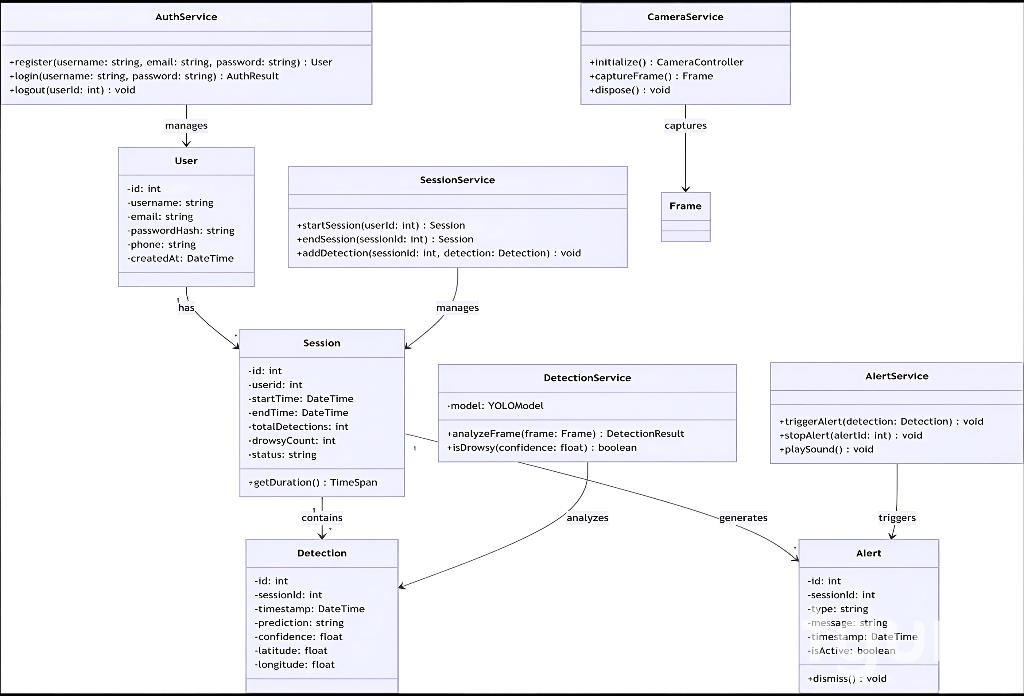 AuthService
+register(username: string, email: string, password: string) : User
+login(username: string, password: string) : AuthResult
+logout(userId: int) : void
CameraService
+initialize() : CameraController
+captureFrame() : Frame
+dispose() : void
manages
captures
User
-id: int
-username: string
-email: string
-passwordHash: string
-phone: string
-createdAt: DateTime
SessionService
+startSession(userId: int) : Session
+endSession(sessionId: int) : Session
+addDetection(sessionId: int, detection: Detection) : void
Frame
1
has
*
manages
Session
-id: int
-userid: int
-startTime: DateTime
-endTime: DateTime
-totalDetections: int
-drowsyCount: int
-status: string
+getDuration() : TimeSpan
DetectionService
-model: YOLOModel
+analyzeFrame(frame: Frame) : DetectionResult
+isDrowsy(confidence: float) : boolean
AlertService
+triggerAlert(detection: Detection) : void
+stopAlert(alertId: int) : void
+playSound() : void
1
1
contains
*
analyzes
generates
*
triggers
Detection
-id: int
-sessionId: int
-timestamp: DateTime
-prediction: string
-confidence: float
-latitude: float
-longitude: float
Alert
-id: int
-sessionId: int
-type: string
-message: string
-timestamp: DateTime
-isActive: boolean
+dismiss() : void